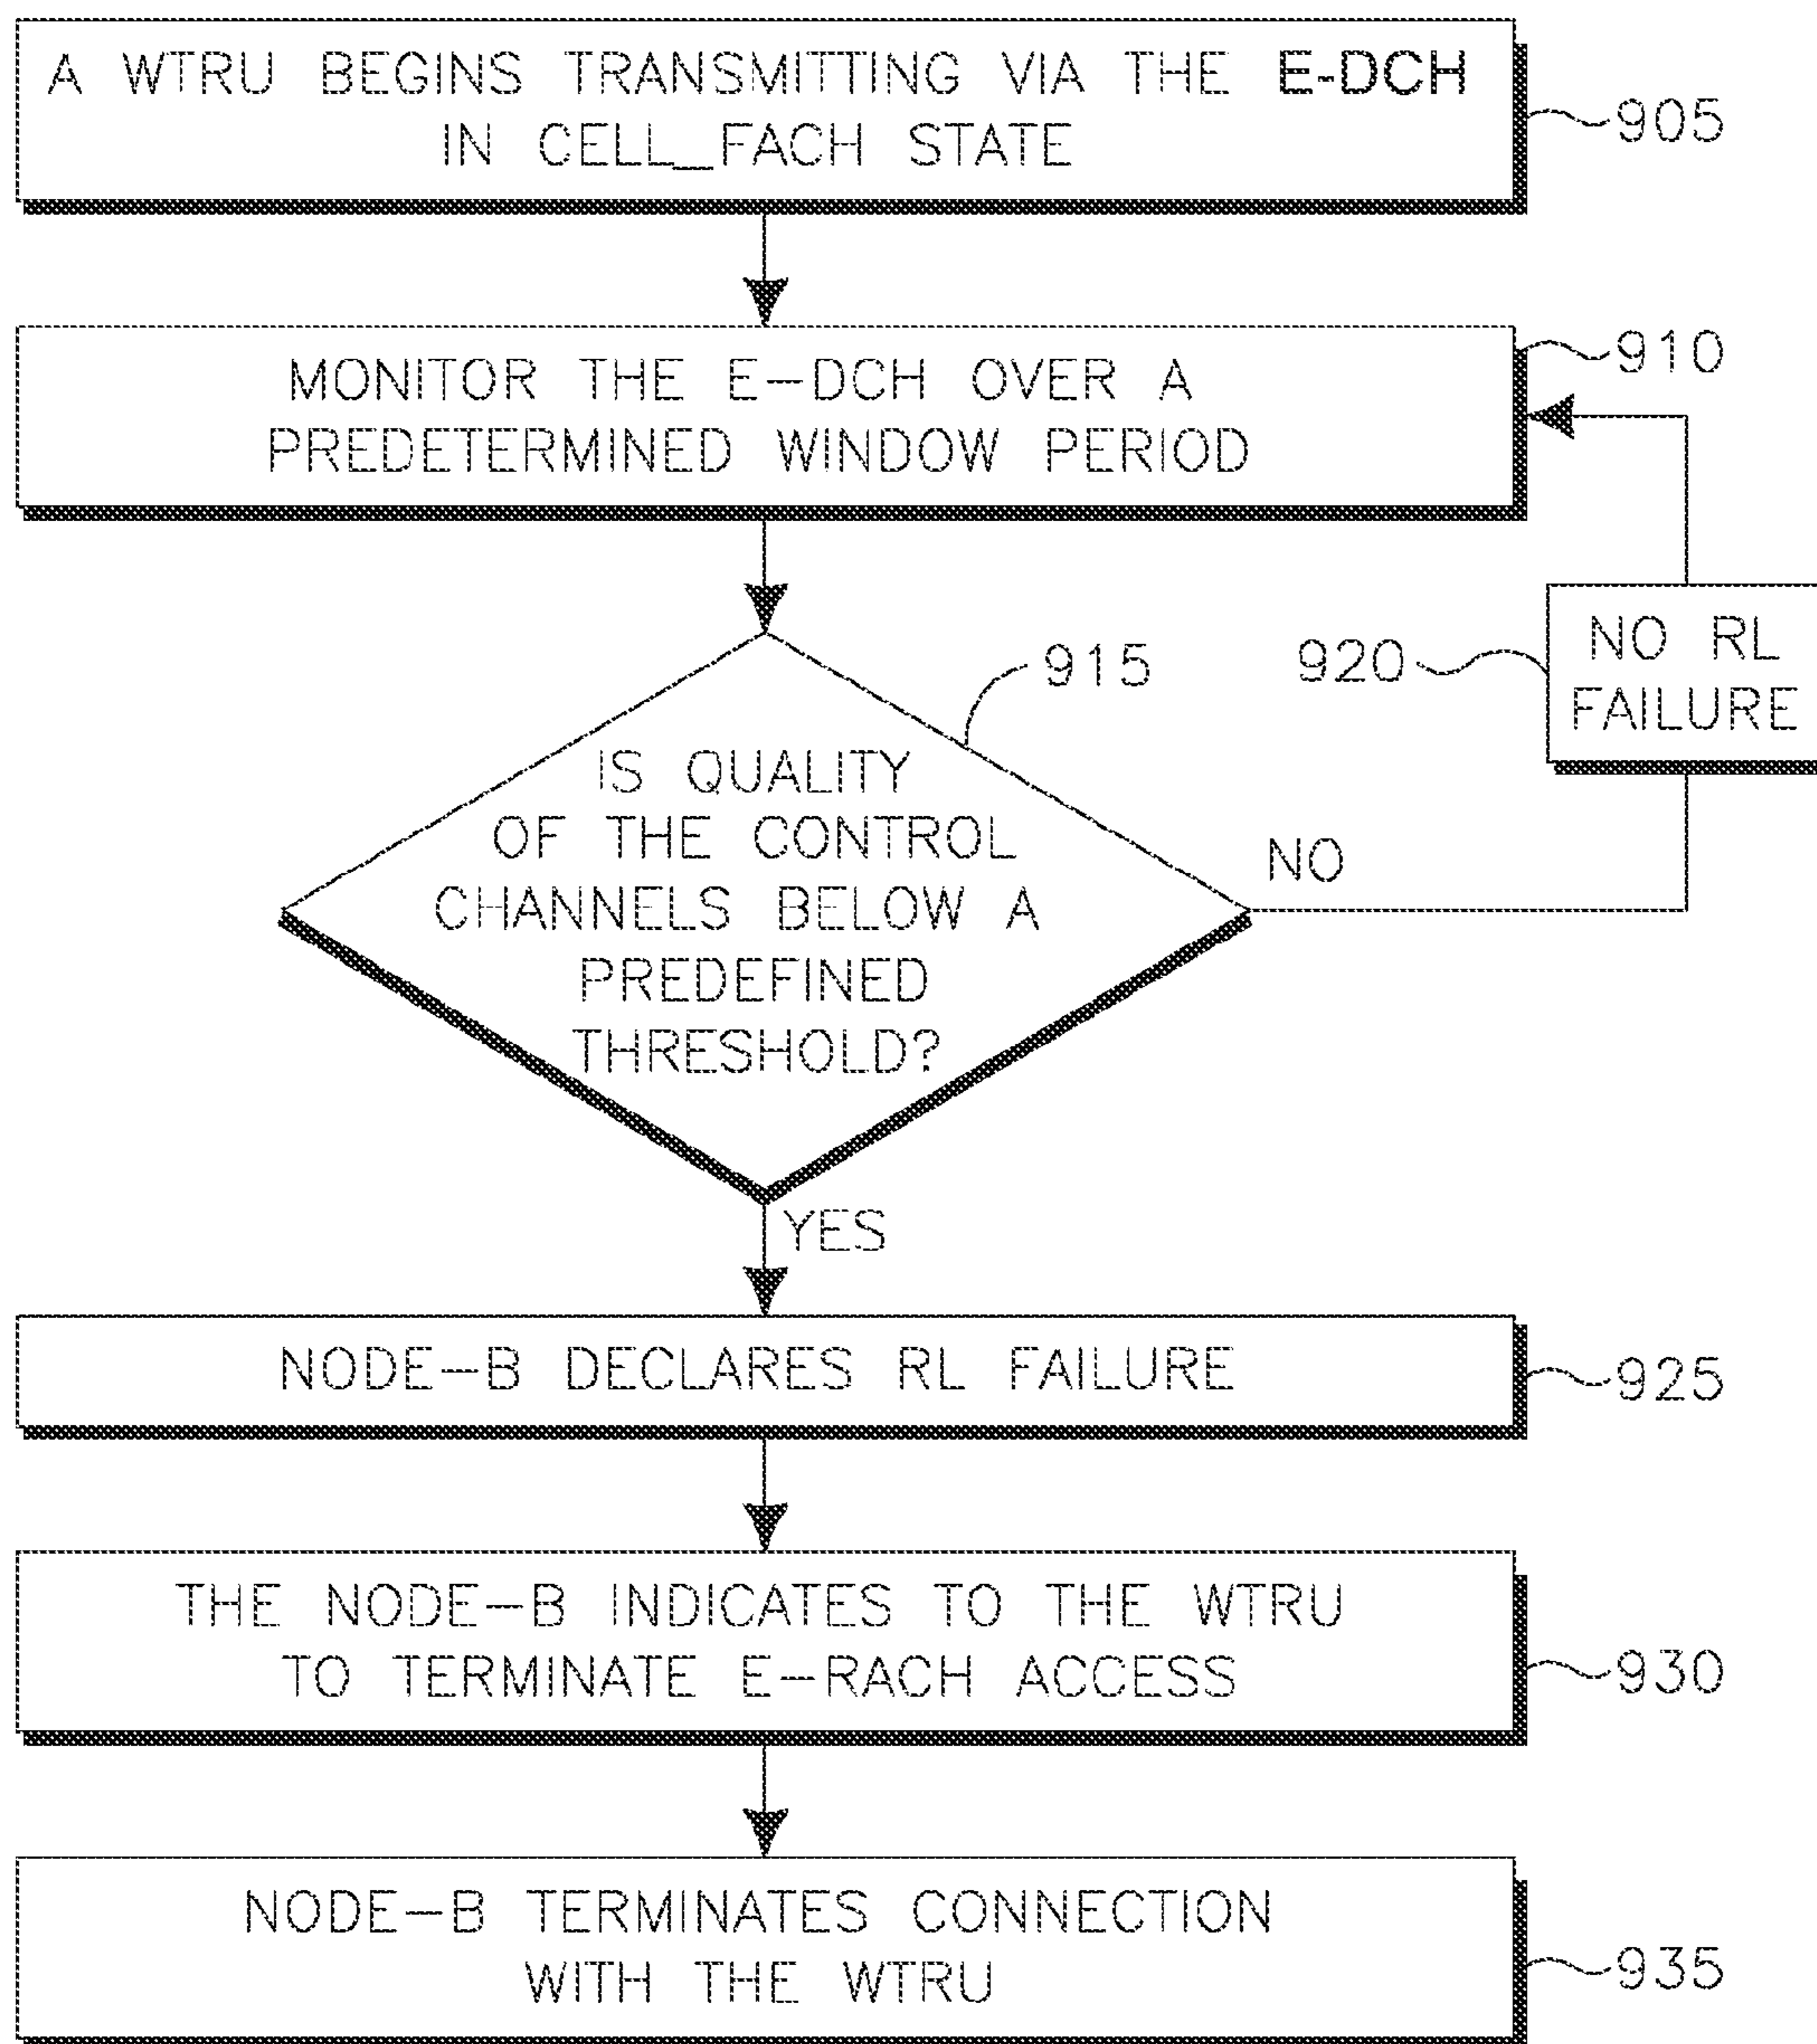 A WTRU BEGINS TRANSMITTING VIA THE E-DCH
IN CELL_FACH STATE
905
MONITOR THE E-DCH OVER A
PREDETERMINED WINDOW PERIOD
910
IS QUALITY
OF THE CONTROL
CHANNELS BELOW A
PREDEFINED
THRESHOLD?
915
NO
920
NO RL
FAILURE
YES
NODE-B DECLARES RL FAILURE
925
THE NODE-B INDICATES TO THE WTRU
TO TERMINATE E-RACH ACCESS
930
NODE-B TERMINATES CONNECTION
WITH THE WTRU
935